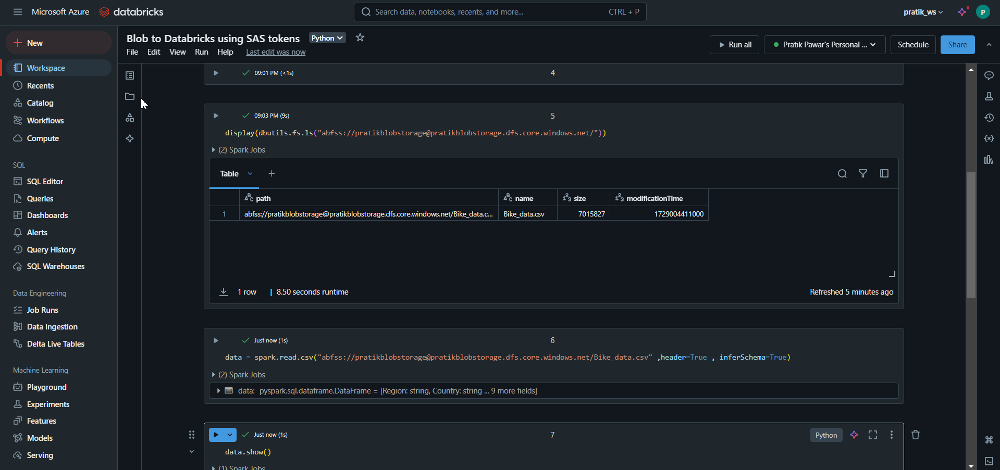 Microsoft Azure databricks Search data, notebooks, recents, and more... CTRL + P pratik_ws P
New
Workspace
Recents
Catalog
Workflows
Compute
SQL
SQL Editor
Queries
Dashboards
Alerts
Query History
SQL Warehouses
Data Engineering
Job Runs
Data Ingestion
Delta Live Tables
Machine Learning
Playground
Experiments
Features
Models
Serving
Blob to Databricks using SAS tokens Python
File Edit View Run Help Last edit was now
Run all Pratik Pawar's Personal ... Schedule Share
09:01 PM (<1s) 4
09:03 PM (9s) 5
display(dbutils.fs.ls("abfss://pratikblobstorage@pratikblobstorage.dfs.core.windows.net/"))
(2) Spark Jobs
Table +
ABC path ABC name 123 size 123 modificationTime
1 abfss://pratikblobstorage@pratikblobstorage.dfs.core.windows.net/Bike_data.c... Bike_data.csv 7015827 1729004411000
1 row | 8.50 seconds runtime Refreshed 5 minutes ago
Just now (1s) 6
data = spark.read.csv("abfss://pratikblobstorage@pratikblobstorage.dfs.core.windows.net/Bike_data.csv" ,header=True , inferSchema=True)
(2) Spark Jobs
data: pyspark.sql.dataframe.DataFrame = [Region: string, Country: string ... 9 more fields]
Just now (1s) 7 Python
data.show()
(1) Spark Jobs